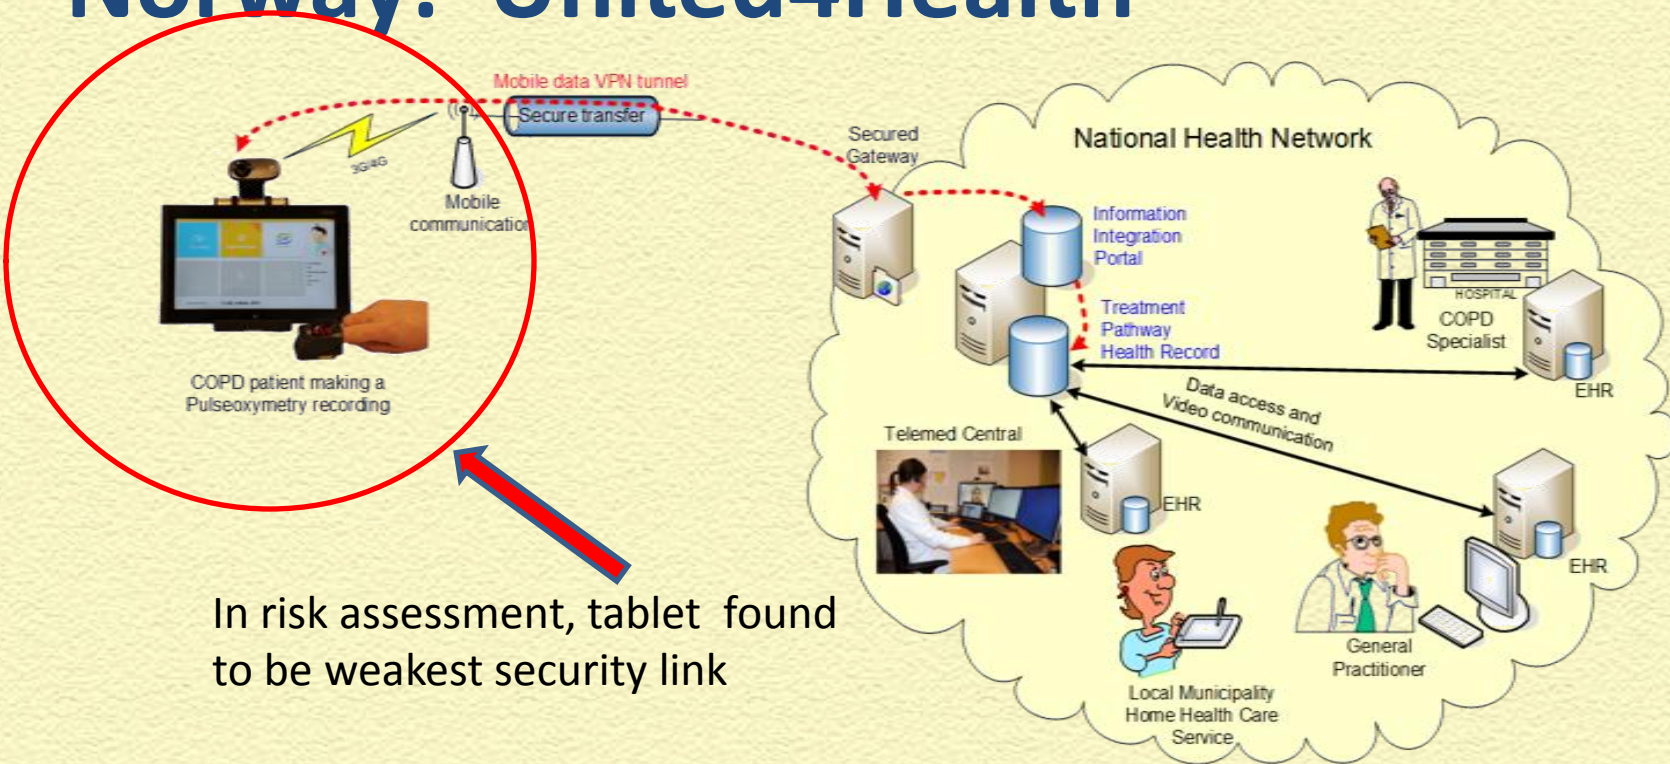 Norway: United4Health
Mobile data VPN tunnel
Secure transfer
3G/4G
Mobile
communication
COPD patient making a
Pulseoxymetry recording
In risk assessment, tablet found
to be weakest security link
Secured
Gateway
National Health Network
Information
Integration
Portal
Treatment
Pathway
Health Record
HOSPITAL
COPD
Specialist
EHR
Data access and
Video communication
Telemed Central
EHR
EHR
General
Practitioner
Local Municipality
Home Health Care
Service